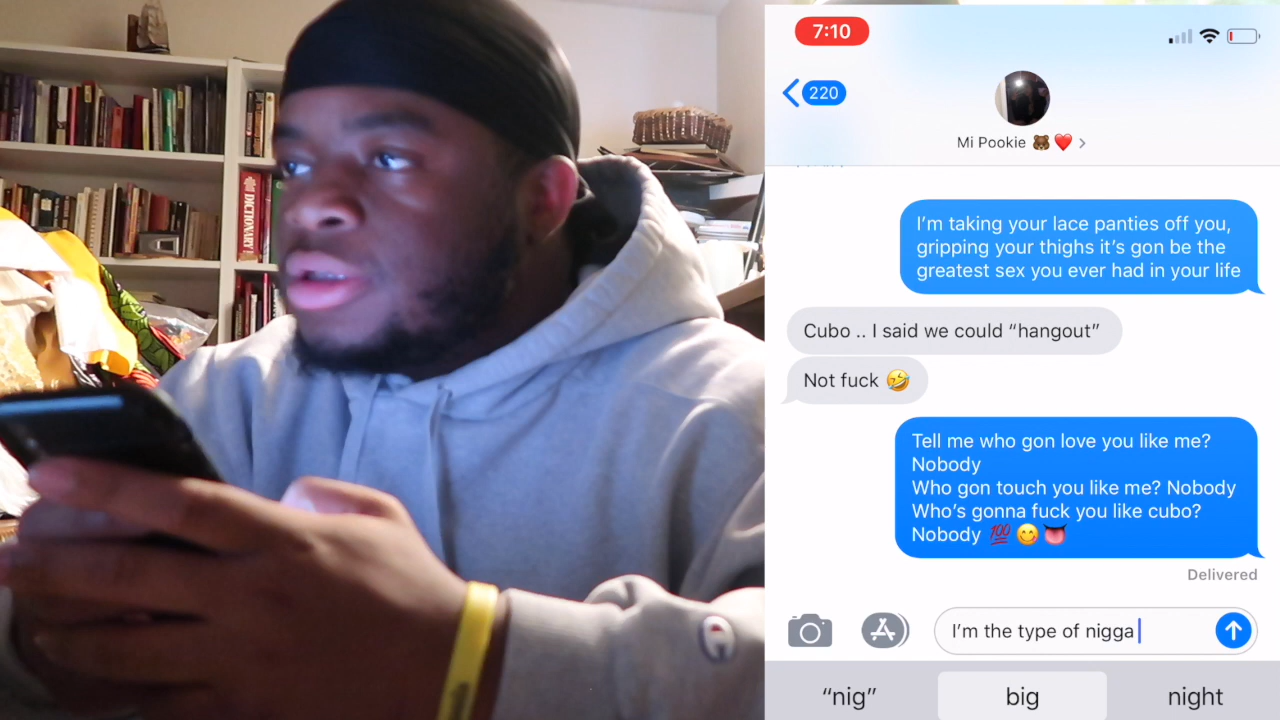 DICTIONARY
7:10
220
Mi Pookie 🐻❤️ >
I’m taking your lace panties off you,
gripping your thighs it’s gon be the
greatest sex you ever had in your life
Cubo .. I said we could “hangout”
Not fuck 🤣
Tell me who gon love you like me?
Nobody
Who gon touch you like me? Nobody
Who’s gonna fuck you like cubo?
Nobody 💯😋👅
Delivered
I’m the type of nigga
“nig” big night